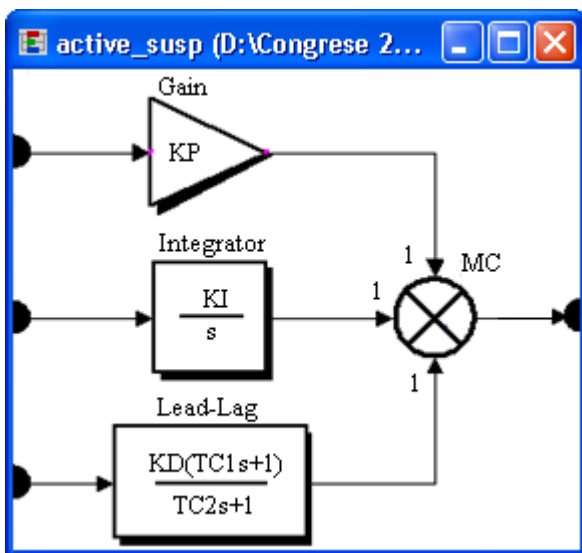 active_susp (D:\Congrese 2...
Gain
KP
1
MC
Integrator
KI
s
1
1
Lead-Lag
KD(TC1s+1)
TC2s+1